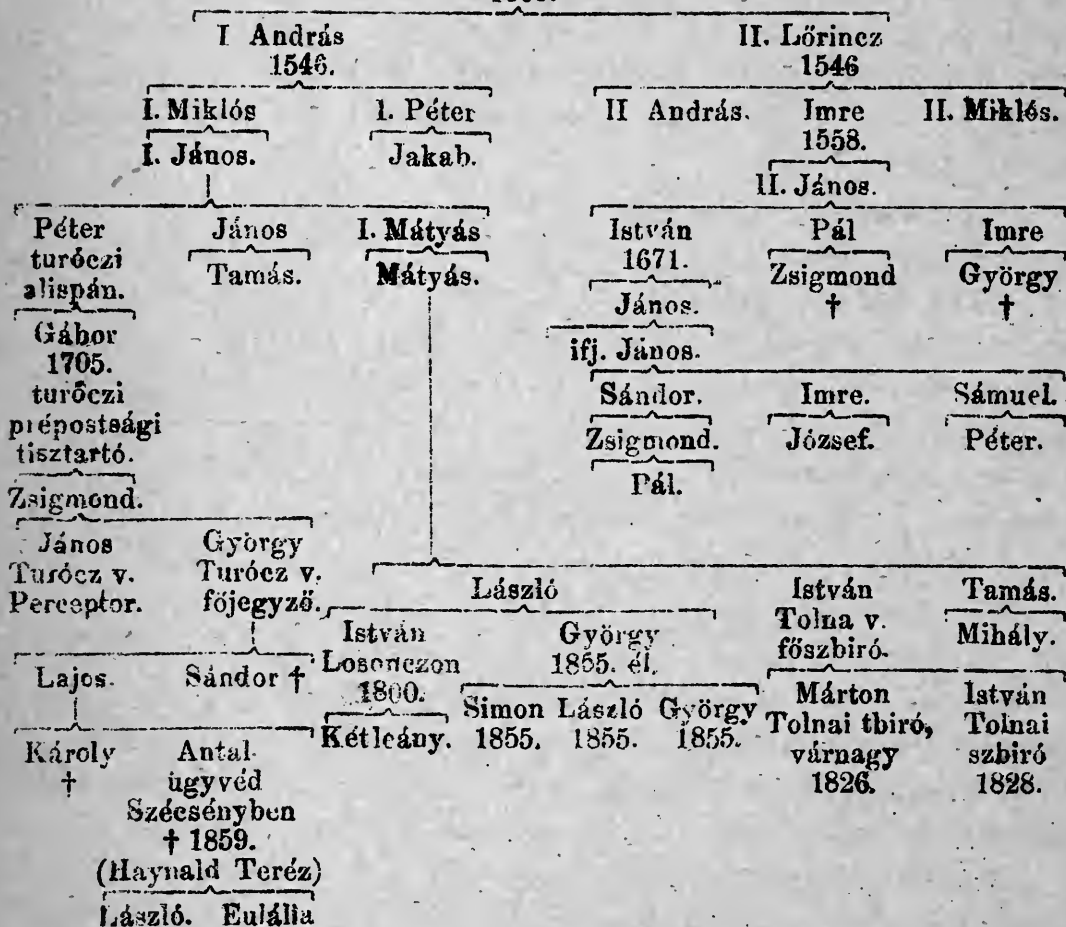 I András II. Lőrincz
1546. - 1546
I. Miklós I. Péter II András. Imre II. Miklós.
1558.
I. János. Jakab.
II. János.
Péter János I. Mátyás István Pál Imre
turóczi Tamás. Mátyás. 1671. Zsigmond György
alispán. † †
János.
Gábor ifj. János.
1705.
turóczi Sándor. Imre. Sámuel.
prépostsági Zsigmond. József. Péter.
tisztartó.
Pál.
Zsigmond.
János György
Turócz v. Turócz v. László István Tamás.
Perceptor. főjegyző. Tolna v. Mihály.
István György főszbiró.
Losonczon 1855. él.
Lajos. Sándor † 1800. Márton István
Simon László György Tolnai tbiró, Tolnai
Kétleány. 1855. 1855. 1855. várnagy szbiró
Károly Antal 1826. 1828.
† ügyvéd
Szécsényben
† 1859.
(Haynald Teréz)
László. Eulália